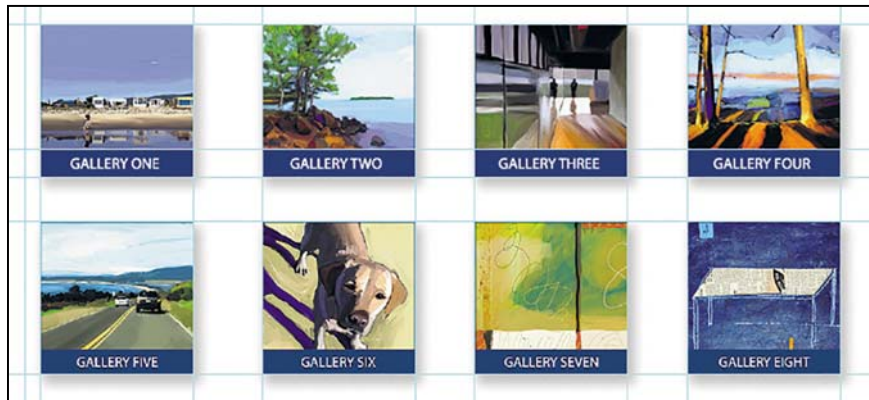 GALLERY ONE
GALLERY TWO
GALLERY THREE
GALLERY FOUR
GALLERY FIVE
GALLERY SIX
GALLERY SEVEN
GALLERY EIGHT